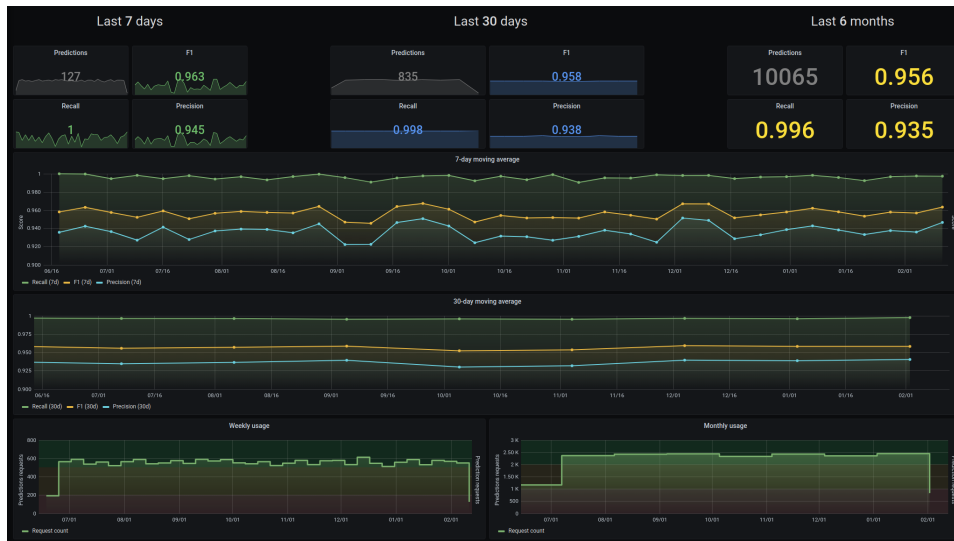 Last 7 days
Last 30 days
Last 6 months
Predictions
127
F1
0.963
Recall
1
Precision
0.945
Predictions
835
F1
0.958
Recall
0.998
Precision
0.938
Predictions
10065
F1
0.956
Recall
0.996
Precision
0.935
7-day moving average
Score
1
0.980
0.960
0.940
0.920
0.900
06/16 07/01 07/16 08/01 08/16 09/01 09/16 10/01 10/16 11/01 11/16 12/01 12/16 01/01 01/16 02/01
Recall (7d) F1 (7d) Precision (7d)
30-day moving average
1
0.975
0.950
0.925
0.900
06/16 07/01 07/16 08/01 08/16 09/01 09/16 10/01 10/16 11/01 11/16 12/01 12/16 01/01 01/16 02/01
Recall (30d) F1 (30d) Precision (30d)
Weekly usage
Predictions requests
800
600
400
200
0
07/01 08/01 09/01 10/01 11/01 12/01 01/01 02/01
Prediction requests
Request count
Monthly usage
Predictions requests
3 K
2.50 K
2 K
1.50 K
1 K
500
0
07/01 08/01 09/01 10/01 11/01 12/01 01/01 02/01
Request count